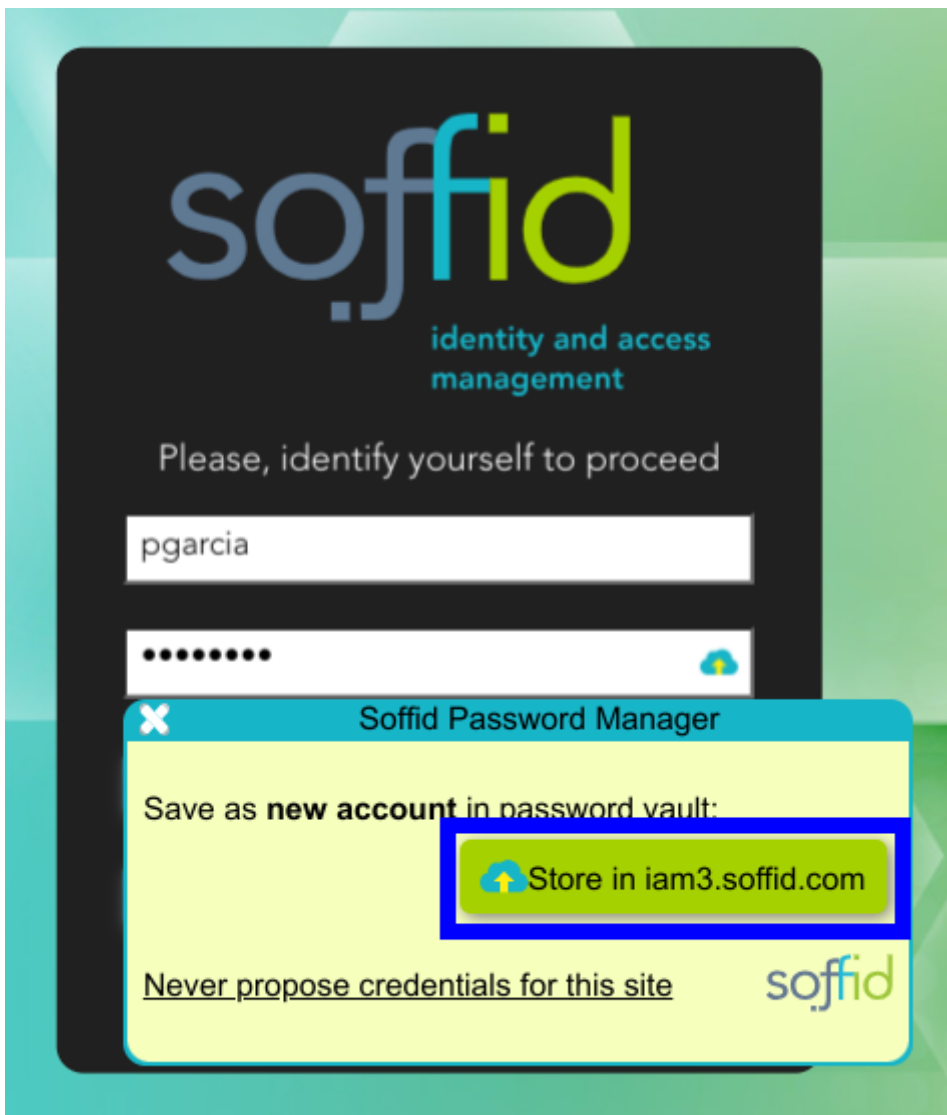 soffid
identity and access
management
Please, identify yourself to proceed
pgarcia
••••••••
Soffid Password Manager
Save as new account in password vault:
Store in iam3.soffid.com
Never propose credentials for this site
soffid